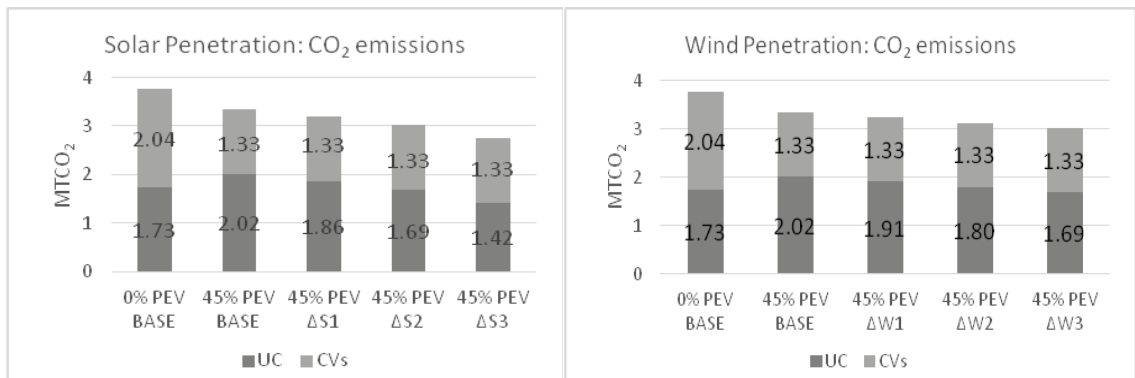 Solar Penetration: CO₂ emissions
MTCO₂
4
3
2
1
0
2.04
1.33
1.33
1.33
1.33
1.73
2.02
1.86
1.69
1.42
0% PEV BASE
45% PEV BASE
45% PEV ΔS1
45% PEV ΔS2
45% PEV ΔS3
UC
CVs
Wind Penetration: CO₂ emissions
MTCO₂
4
3
2
1
0
2.04
1.33
1.33
1.33
1.33
1.73
2.02
1.91
1.80
1.69
0% PEV BASE
45% PEV BASE
45% PEV ΔW1
45% PEV ΔW2
45% PEV ΔW3
UC
CVs